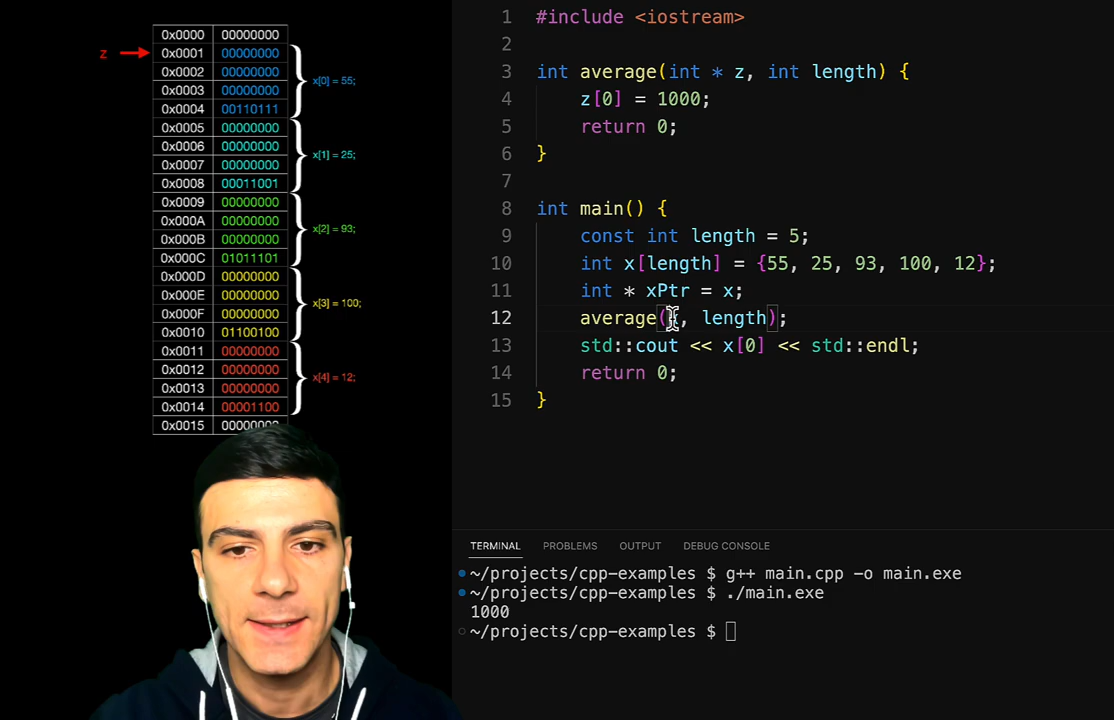 0x0000 00000000
z 0x0001 00000000
0x0002 00000000
0x0003 00000000
x[0] = 55;
0x0004 00110111
0x0005 00000000
0x0006 00000000
0x0007 00000000
x[1] = 25;
0x0008 00011001
0x0009 00000000
0x000A 00000000
0x000B 00000000
x[2] = 93;
0x000C 01011101
0x000D 00000000
0x000E 00000000
0x000F 00000000
x[3] = 100;
0x0010 01100100
0x0011 00000000
0x0012 00000000
0x0013 00000000
x[4] = 12;
0x0014 00001100
0x0015
1 #include <iostream>
2
3 int average(int * z, int length) {
4 z[0] = 1000;
5 return 0;
6 }
7
8 int main() {
9 const int length = 5;
10 int x[length] = {55, 25, 93, 100, 12};
11 int * xPtr = x;
12 average( , length);
13 std::cout << x[0] << std::endl;
14 return 0;
15 }
TERMINAL PROBLEMS OUTPUT DEBUG CONSOLE
~/projects/cpp-examples $ g++ main.cpp -o main.exe
~/projects/cpp-examples $ ./main.exe
1000
~/projects/cpp-examples $